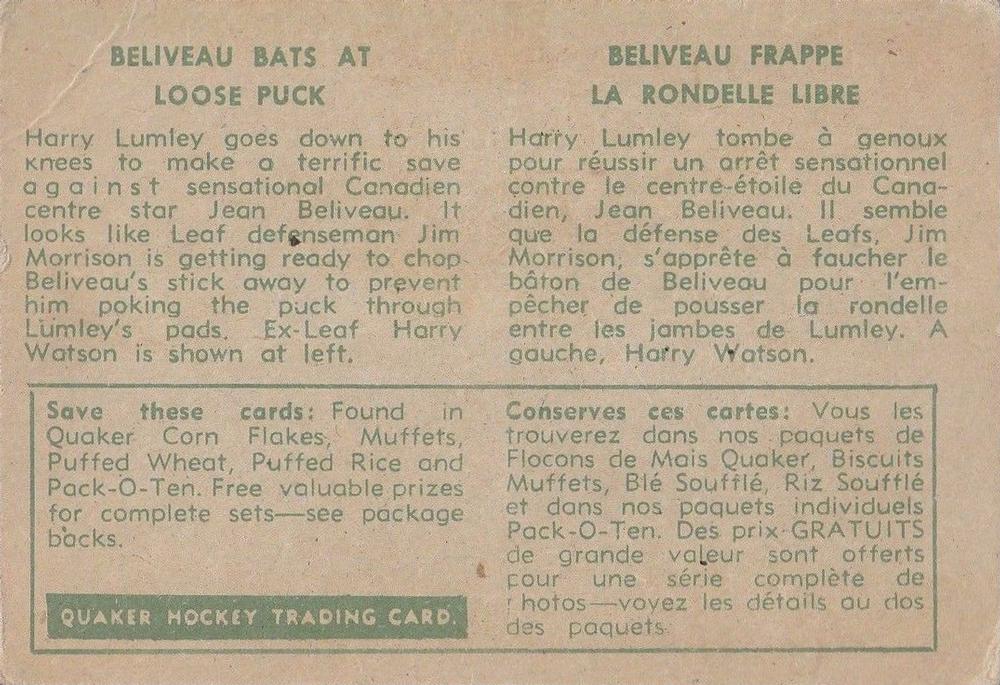 BELIVEAU BATS AT
LOOSE PUCK
Harry Lumley goes down to his
knees to make a terrific save
against sensational Canadien
centre star Jean Beliveau. It
looks like Leaf defenseman Jim
Morrison is getting ready to chop
Beliveau's stick away to prevent
him poking the puck through
Lumley's pads. Ex-Leaf Harry
Watson is shown at left.
BELIVEAU FRAPPE
LA RONDELLE LIBRE
Harry Lumley tombe à genoux
pour réussir un arrêt sensationnel
contre le centre-étoile du Cana-
dien, Jean Beliveau. Il semble
que la défense des Leafs, Jim
Morrison, s'apprête à faucher le
bâton de Beliveau pour l'em-
pêcher de pousser la rondelle
entre les jambes de Lumley. A
gauche, Harry Watson.
Save these cards: Found in
Quaker Corn Flakes, Muffets,
Puffed Wheat, Puffed Rice and
Pack-O-Ten. Free valuable prizes
for complete sets—see package
backs.
QUAKER HOCKEY TRADING CARD.
Conserves ces cartes: Vous les
trouverez dans nos paquets de
Flocons de Mais Quaker, Biscuits
Muffets, Blé Soufflé, Riz Soufflé
et dans nos paquets individuels
Pack-O-Ten. Des prix GRATUITS
de grande valeur sont offerts
pour une série complète de
photos—voyez les détails au dos
des paquets.